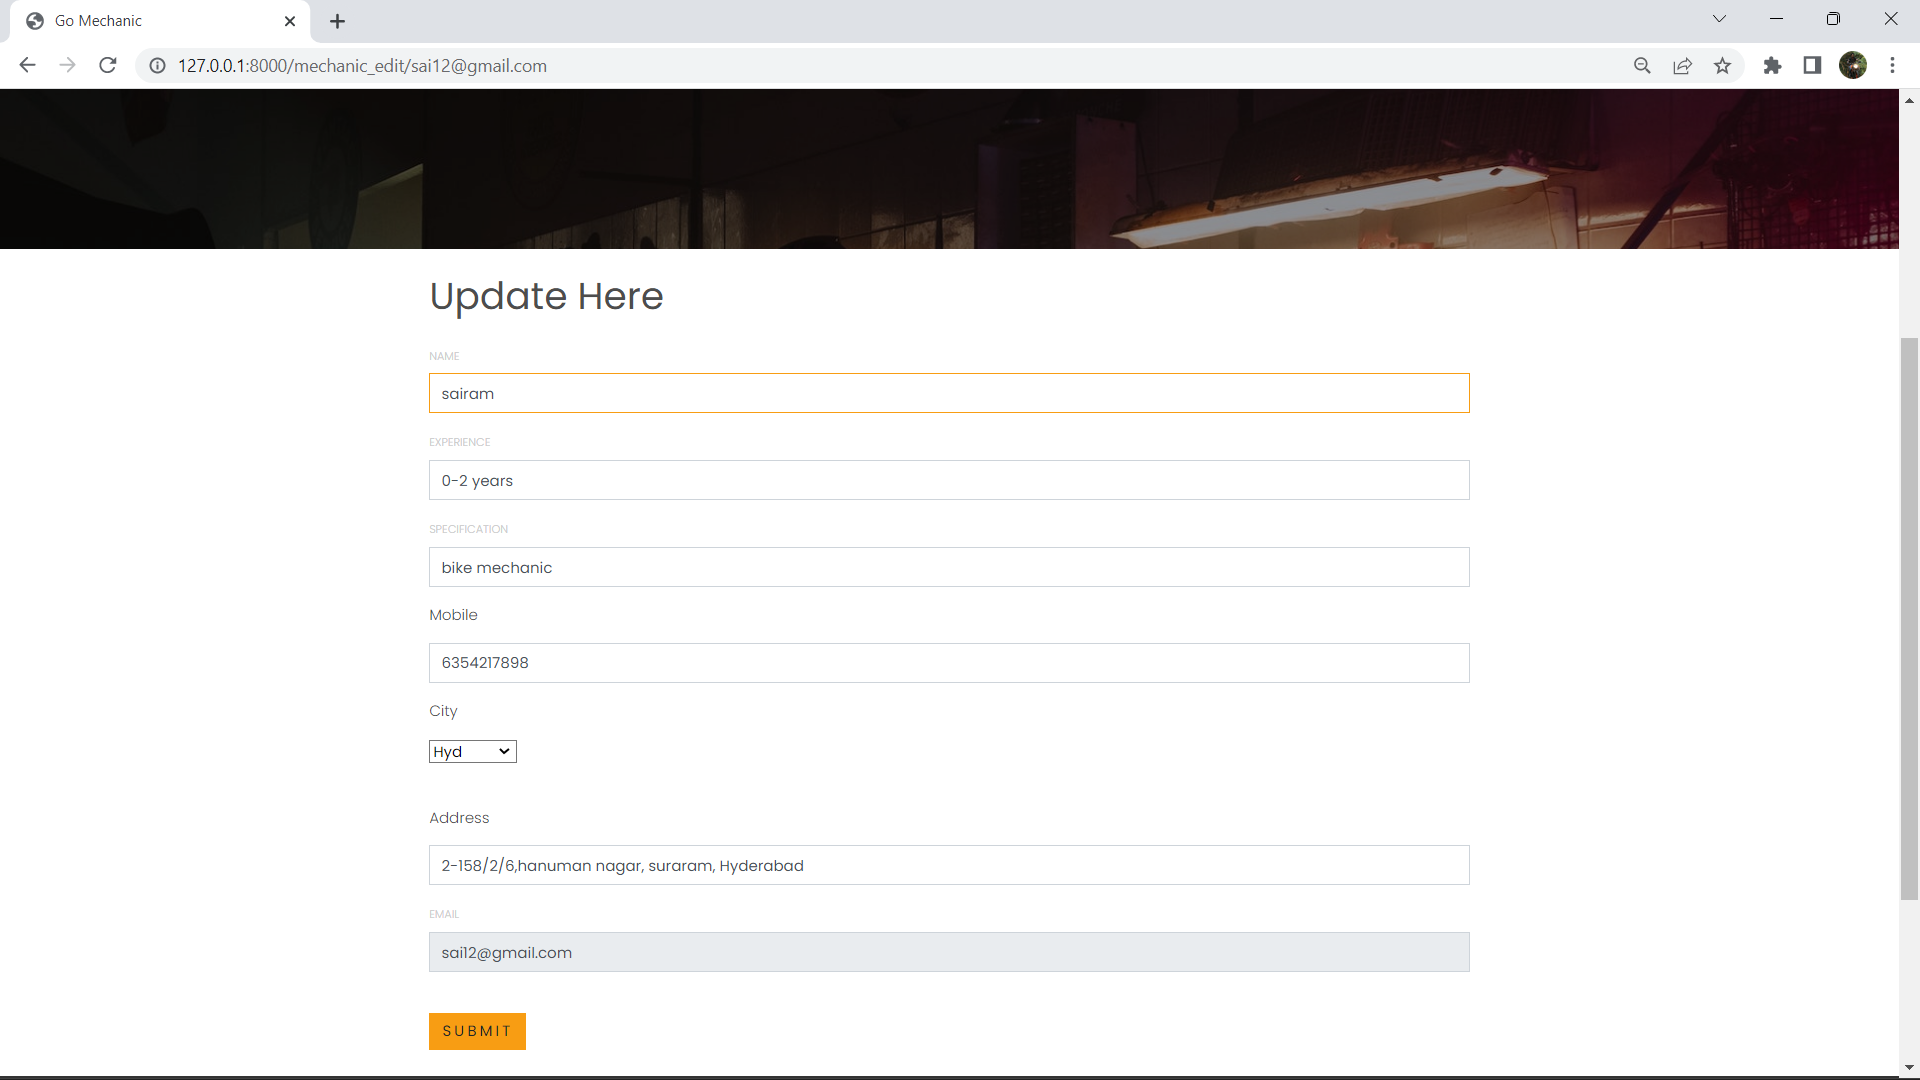 Go Mechanic
127.0.0.1:8000/mechanic_edit/sai12@gmail.com
Update Here
NAME
sairam
EXPERIENCE
0-2 years
SPECIFICATION
bike mechanic
Mobile
6354217898
City
Hyd
Address
2-158/2/6,hanuman nagar, suraram, Hyderabad
EMAIL
sai12@gmail.com
SUBMIT